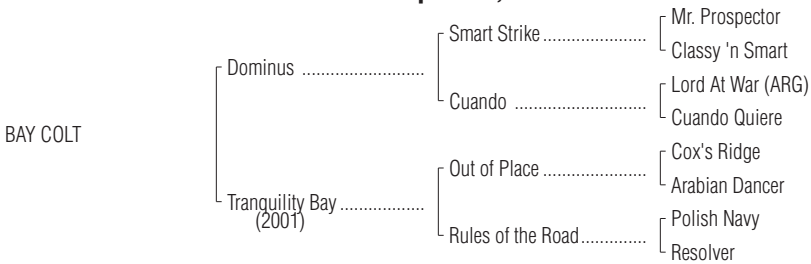 Mr. Prospector
Smart Strike ....................
Classy 'n Smart
Dominus ........................
Lord At War (ARG)
Cuando .........................
Cuando Quiere
BAY COLT
Cox's Ridge
Out of Place ....................
Arabian Dancer
Tranquility Bay ................
(2001)
Polish Navy
Rules of the Road.............
Resolver